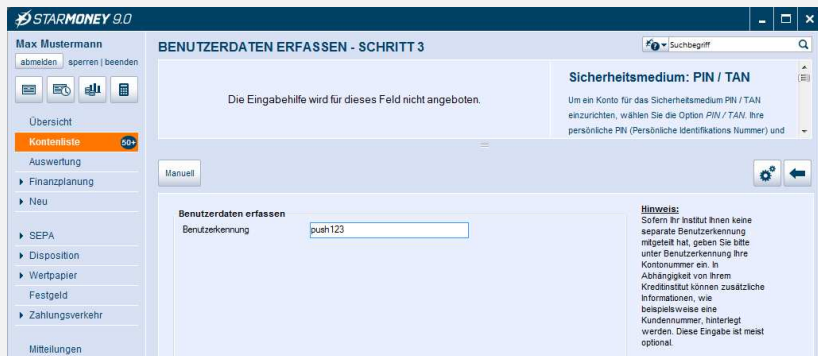 STARMONEY 9.0
Max Mustermann
abmelden sperren | beenden
Übersicht
Kontenliste 50+
Auswertung
Finanzplanung
Neu
SEPA
Disposition
Wertpapier
Festgeld
Zahlungsverkehr
Mitteilungen
BENUTZERDATEN ERFASSEN - SCHRITT 3
Suchbegriff
Die Eingabehilfe wird für dieses Feld nicht angeboten.
Sicherheitsmedium: PIN / TAN
Um ein Konto für das Sicherheitsmedium PIN / TAN
einzurichten, wählen Sie die Option PIN / TAN. Ihre
persönliche PIN (Persönliche Identifikations Nummer) und
Manuell
Benutzerdaten erfassen
Benutzerkennung push123
Hinweis:
Sofern Ihr Institut Ihnen keine
separate Benutzerkennung
mitgeteilt hat, geben Sie bitte
unter Benutzerkennung Ihre
Kontonummer ein. In
Abhängigkeit von Ihrem
Kreditinstitut können zusätzliche
Informationen, wie
beispielsweise eine
Kundennummer, hinterlegt
werden. Diese Eingabe ist meist
optional.